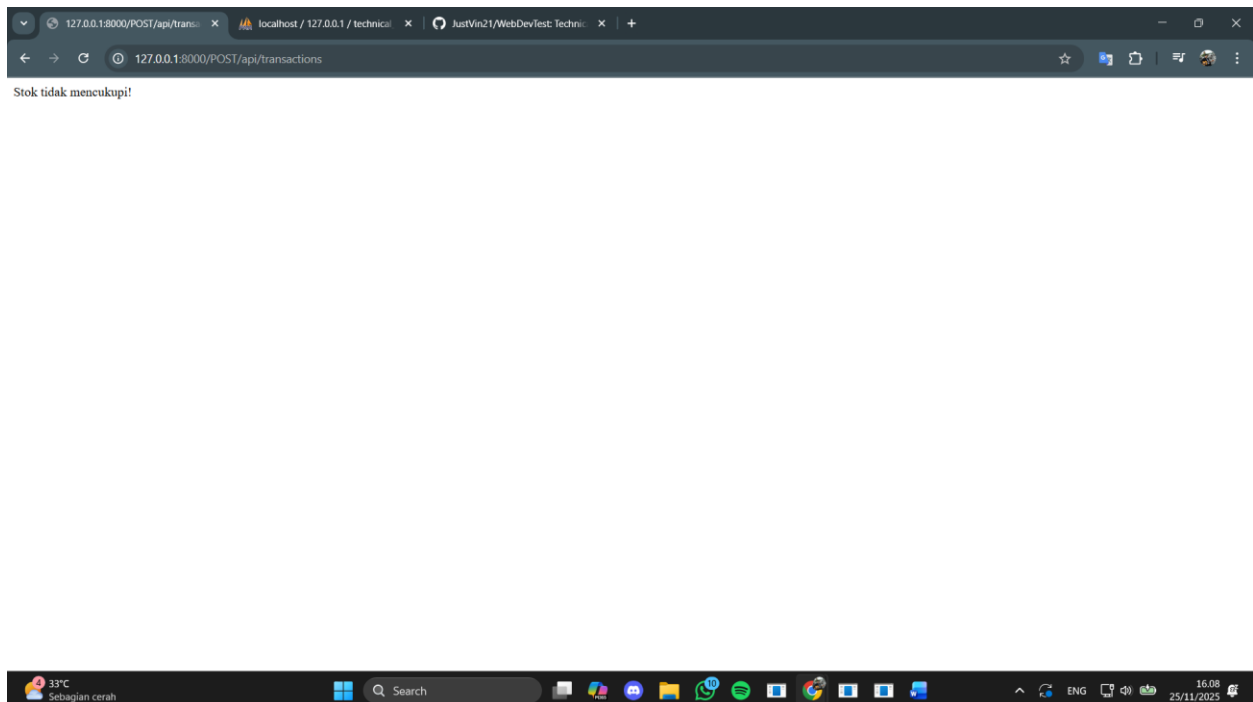 127.0.0.1:8000/POST/api/transa
localhost / 127.0.0.1 / technical
JustVin21/WebDevTest: Technic
127.0.0.1:8000/POST/api/transactions
Stok tidak mencukupi!
4
33°C
Sebagian cerah
Search
10
ENG
16.08
25/11/2025